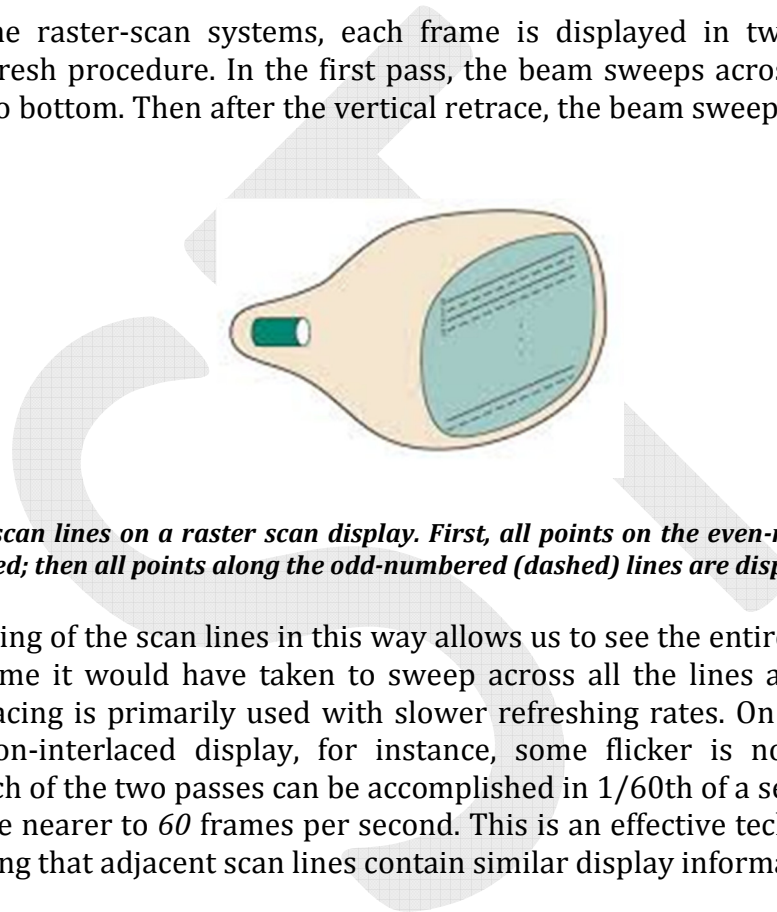 ne raster-scan systems, each frame is displayed in tw
resh procedure. In the first pass, the beam sweeps acros
o bottom. Then after the vertical retrace, the beam sweep
scan lines on a raster scan display. First, all points on the even-n
ed; then all points along the odd-numbered (dashed) lines are disp
ing of the scan lines in this way allows us to see the entire
me it would have taken to sweep across all the lines a
acing is primarily used with slower refreshing rates. On
on-interlaced display, for instance, some flicker is no
ch of the two passes can be accomplished in 1/60th of a se
e nearer to 60 frames per second. This is an effective tec
ing that adjacent scan lines contain similar display informa